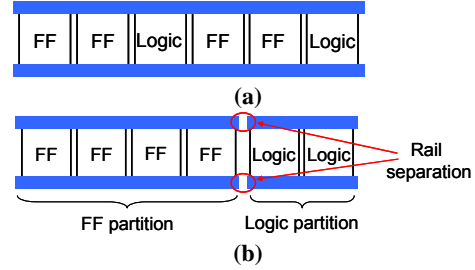 FF FF Logic FF FF Logic
(a)
FF FF FF FF Logic Logic
Rail
separation
FF partition Logic partition
(b)